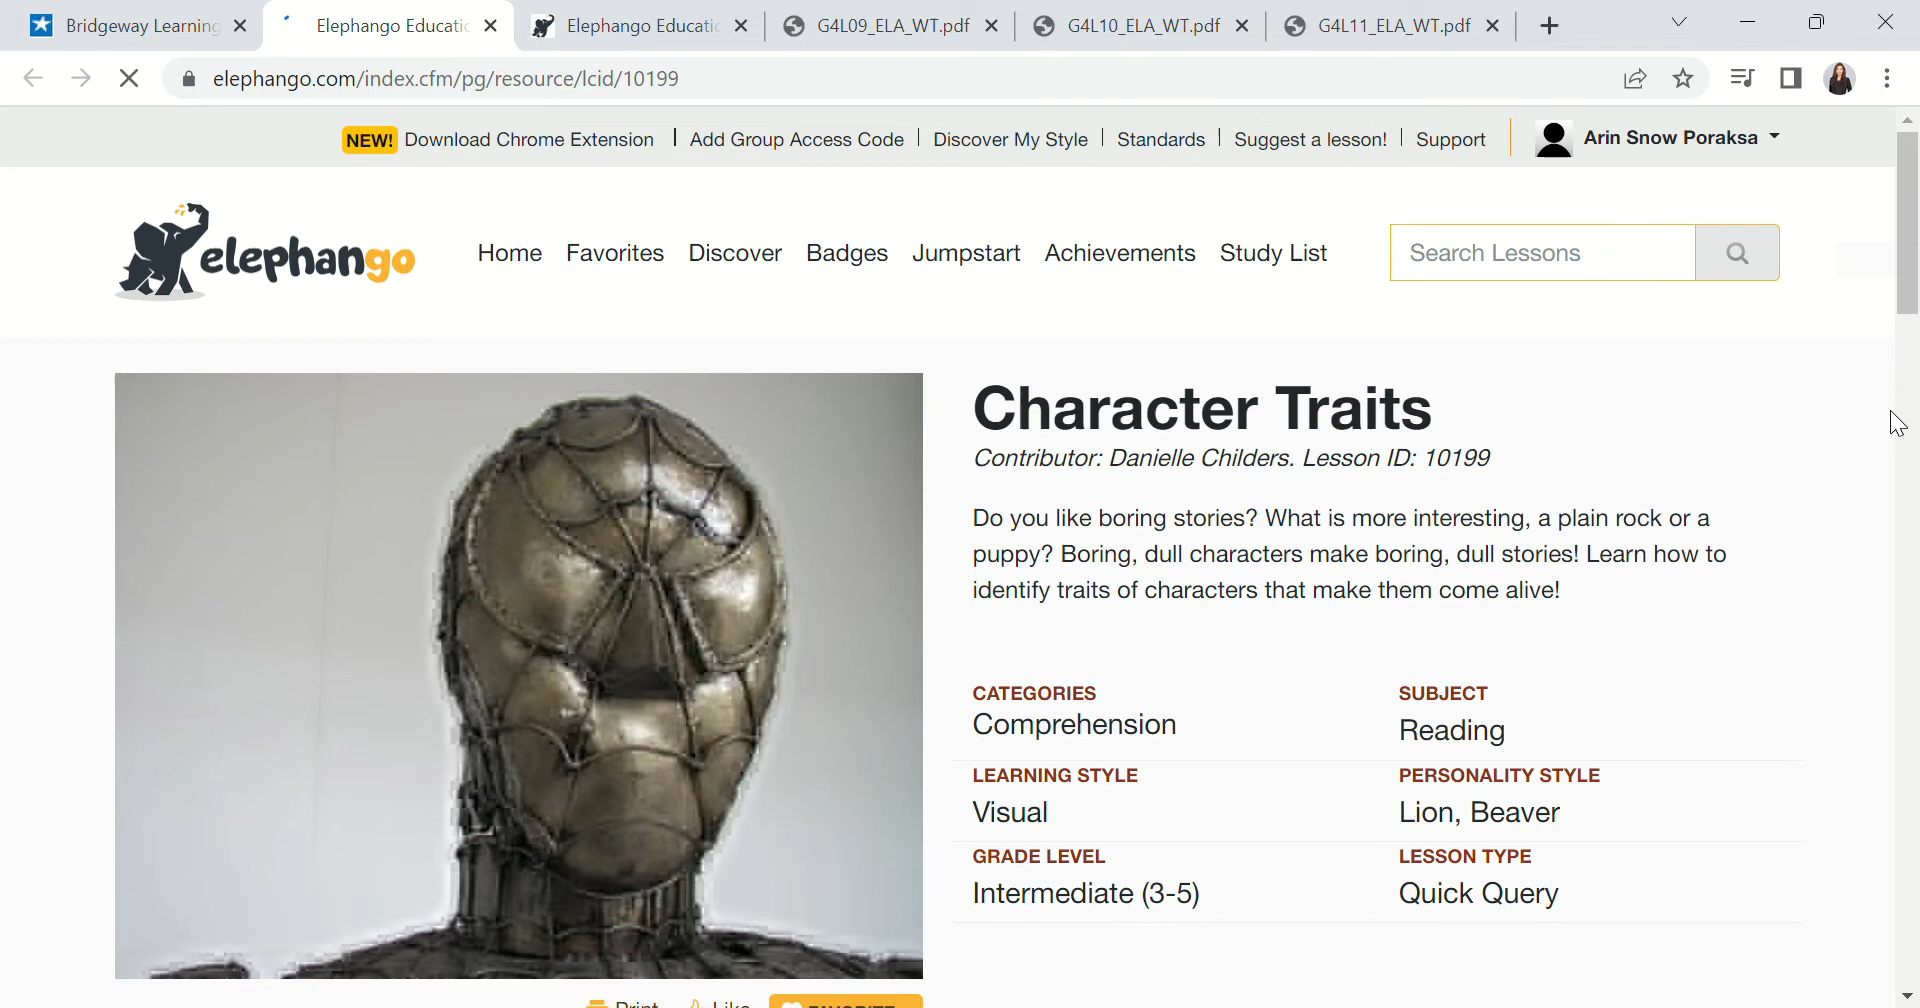 Bridgeway Learning
Elephango Educatic
Elephango Educatic
G4L09_ELA_WT.pdf
G4L10_ELA_WT.pdf
G4L11_ELA_WT.pdf
elephango.com/index.cfm/pg/resource/lcid/10199
NEW! Download Chrome Extension
Add Group Access Code
Discover My Style
Standards
Suggest a lesson!
Support
Arin Snow Poraksa
elephango
Home
Favorites
Discover
Badges
Jumpstart
Achievements
Study List
Search Lessons
Character Traits
Contributor: Danielle Childers. Lesson ID: 10199
Do you like boring stories? What is more interesting, a plain rock or a
puppy? Boring, dull characters make boring, dull stories! Learn how to
identify traits of characters that make them come alive!
CATEGORIES
Comprehension
SUBJECT
Reading
LEARNING STYLE
Visual
PERSONALITY STYLE
Lion, Beaver
GRADE LEVEL
Intermediate (3-5)
LESSON TYPE
Quick Query
Print
Like
FAVORITE